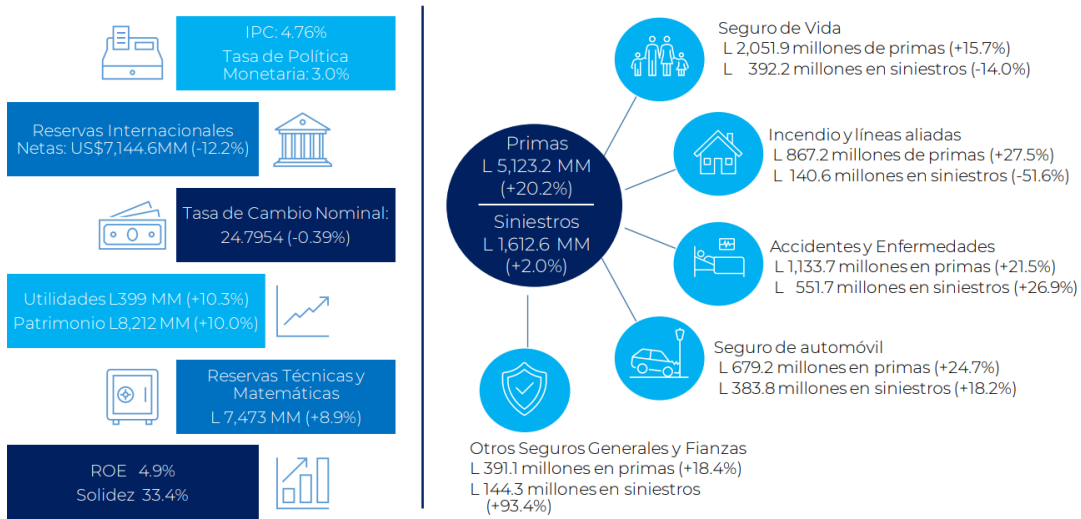 IPC: 4.76%
Tasa de Política
Monetaria: 3.0%
Reservas Internacionales
Netas: US$7,144.6MM (-12.2%)
Tasa de Cambio Nominal:
24.7954 (-0.39%)
Utilidades L399 MM (+10.3%)
Patrimonio L8,212 MM (+10.0%)
Reservas Técnicas y
Matemáticas
L 7,473 MM (+8.9%)
ROE 4.9%
Solidez 33.4%
Primas
L 5,123.2 MM
(+20.2%)
Siniestros
L 1,612.6 MM
(+2.0%)
Seguro de Vida
L 2,051.9 millones de primas (+15.7%)
L 392.2 millones en siniestros (-14.0%)
Incendio y líneas aliadas
L 867.2 millones de primas (+27.5%)
L 140.6 millones en siniestros (-51.6%)
Accidentes y Enfermedades
L 1,133.7 millones en primas (+21.5%)
L 551.7 millones en siniestros (+26.9%)
Seguro de automóvil
L 679.2 millones en primas (+24.7%)
L 383.8 millones en siniestros (+18.2%)
Otros Seguros Generales y Fianzas
L 391.1 millones en primas (+18.4%)
L 144.3 millones en siniestros
(+93.4%)